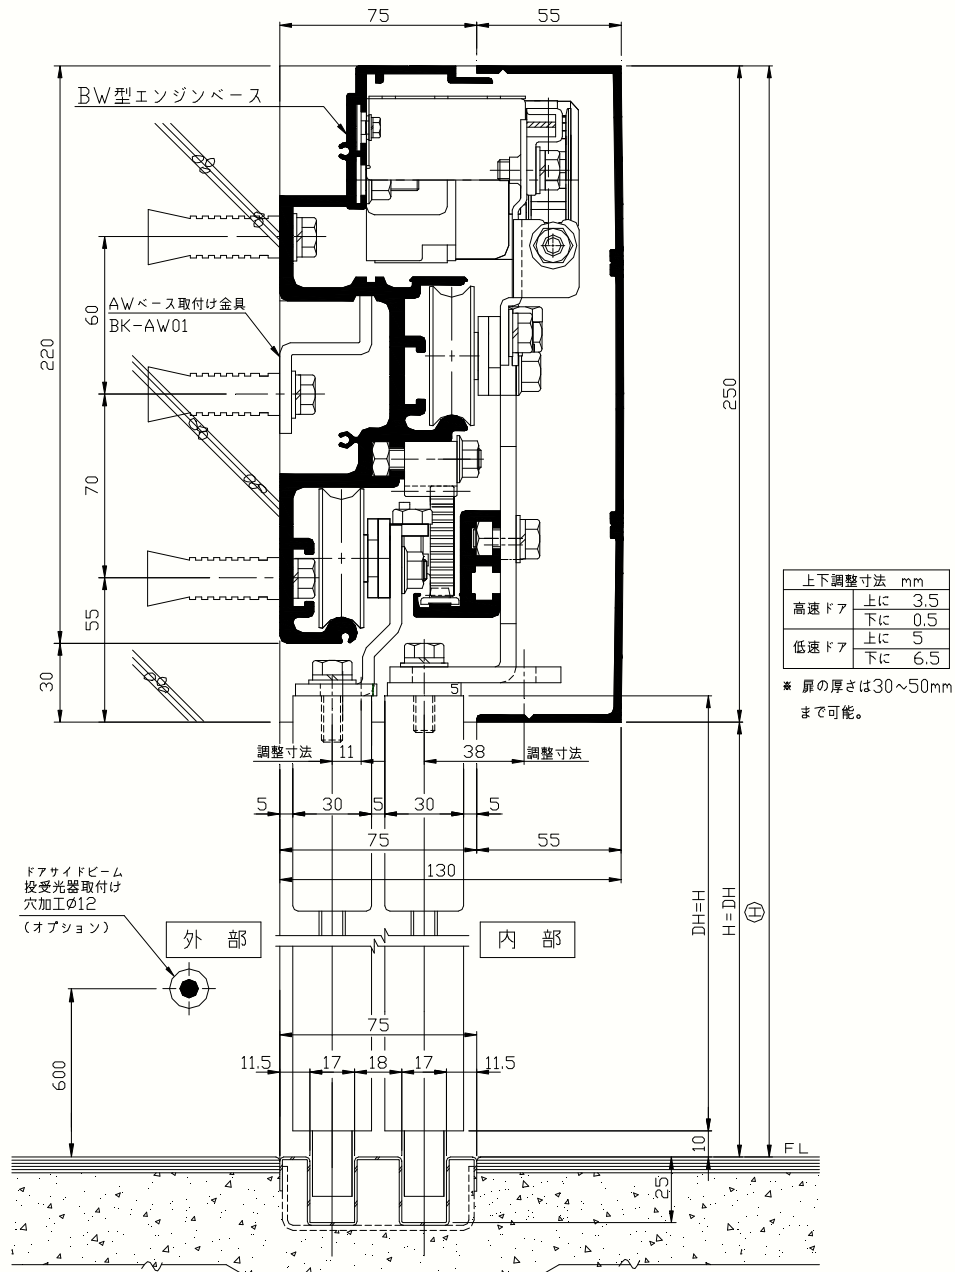 75
55
BW型エンジンベース
AWベース取付け金具
BK-AW01
60
220
250
70
55
30
上下調整寸法 mm
高速ドア 上に 3.5
下に 0.5
低速ドア 上に 5
下に 6.5
※ 扉の厚さは30～50mm
まで可能。
5
調整寸法 11 38 調整寸法
5 30 5 30 5
75 55
130
ドアサイドビーム
投受光器取付け
穴加工Ø12
(オプション)
外 部
内 部
DH=H
H=DH
H
75
11.5 17 18 17 11.5
600
10
FL
25